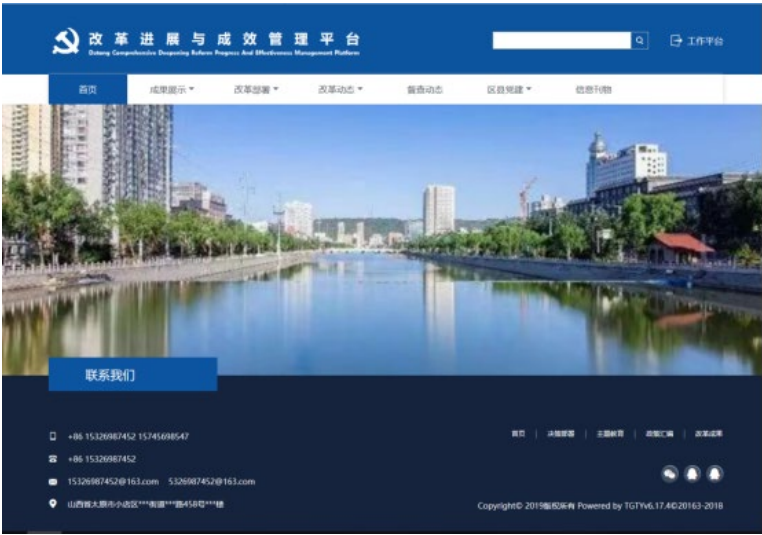 改革进展与成效管理平台
Datong Comprehensive Deepening Reform Progress And Effectiveness Management Platform
工作平台
首页
成果展示
改革部署
改革动态
督查动态
区县党建
信息刊物
联系我们
+86 15326987452 15745698547
+86 15326987452
15326987452@163.com 5326987452@163.com
山西省太原市小店区***街道***路458号***楼
首页 | 决策部署 | 主题教育 | 政策汇编 | 改革成果
Copyright© 2019版权所有 Powered by TGTYv6.17.4©20163-2018